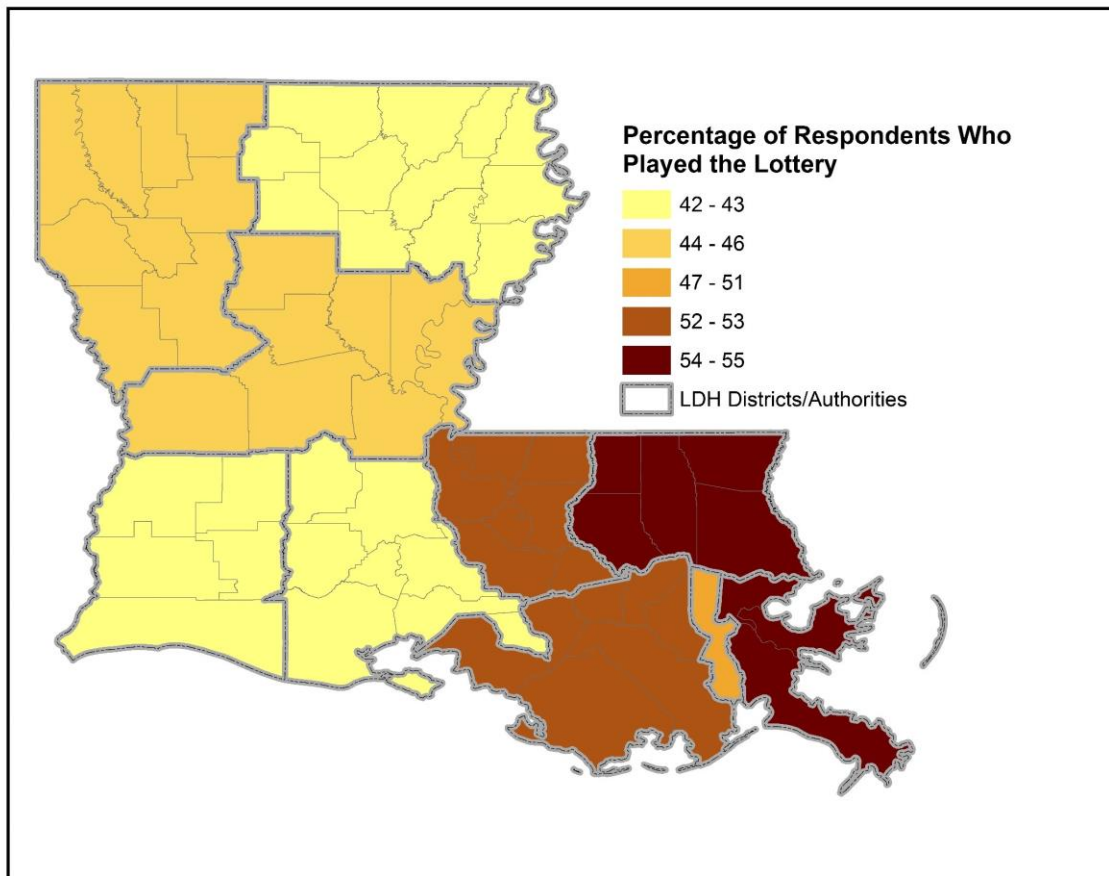 Percentage of Respondents Who
Played the Lottery
42 - 43
44 - 46
47 - 51
52 - 53
54 - 55
LDH Districts/Authorities